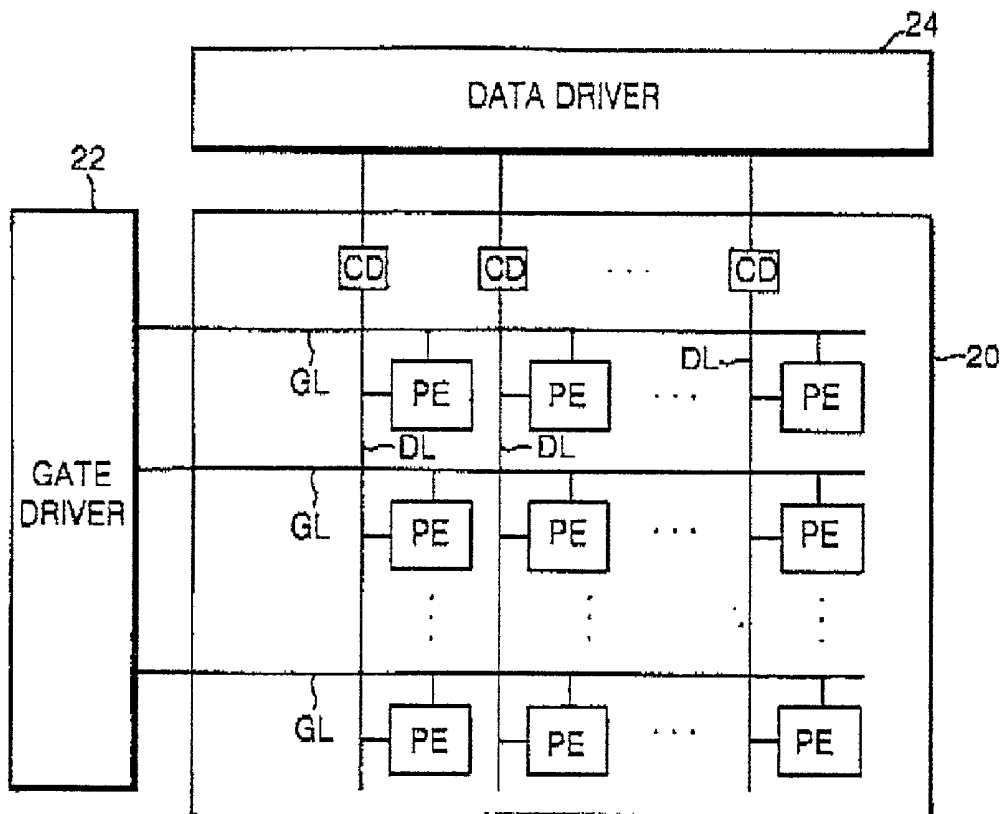 24
DATA DRIVER
22
CD CD CD
20
GL PE PE DL PE
DL DL
GATE
DRIVER
GL PE PE PE
GL PE PE PE